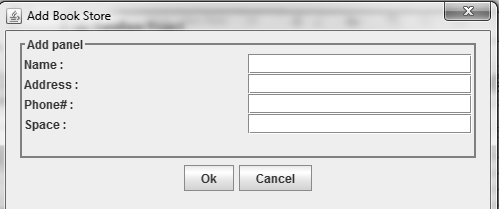 Add Book Store
Add panel
Name :
Address :
Phone# :
Space :
Ok Cancel